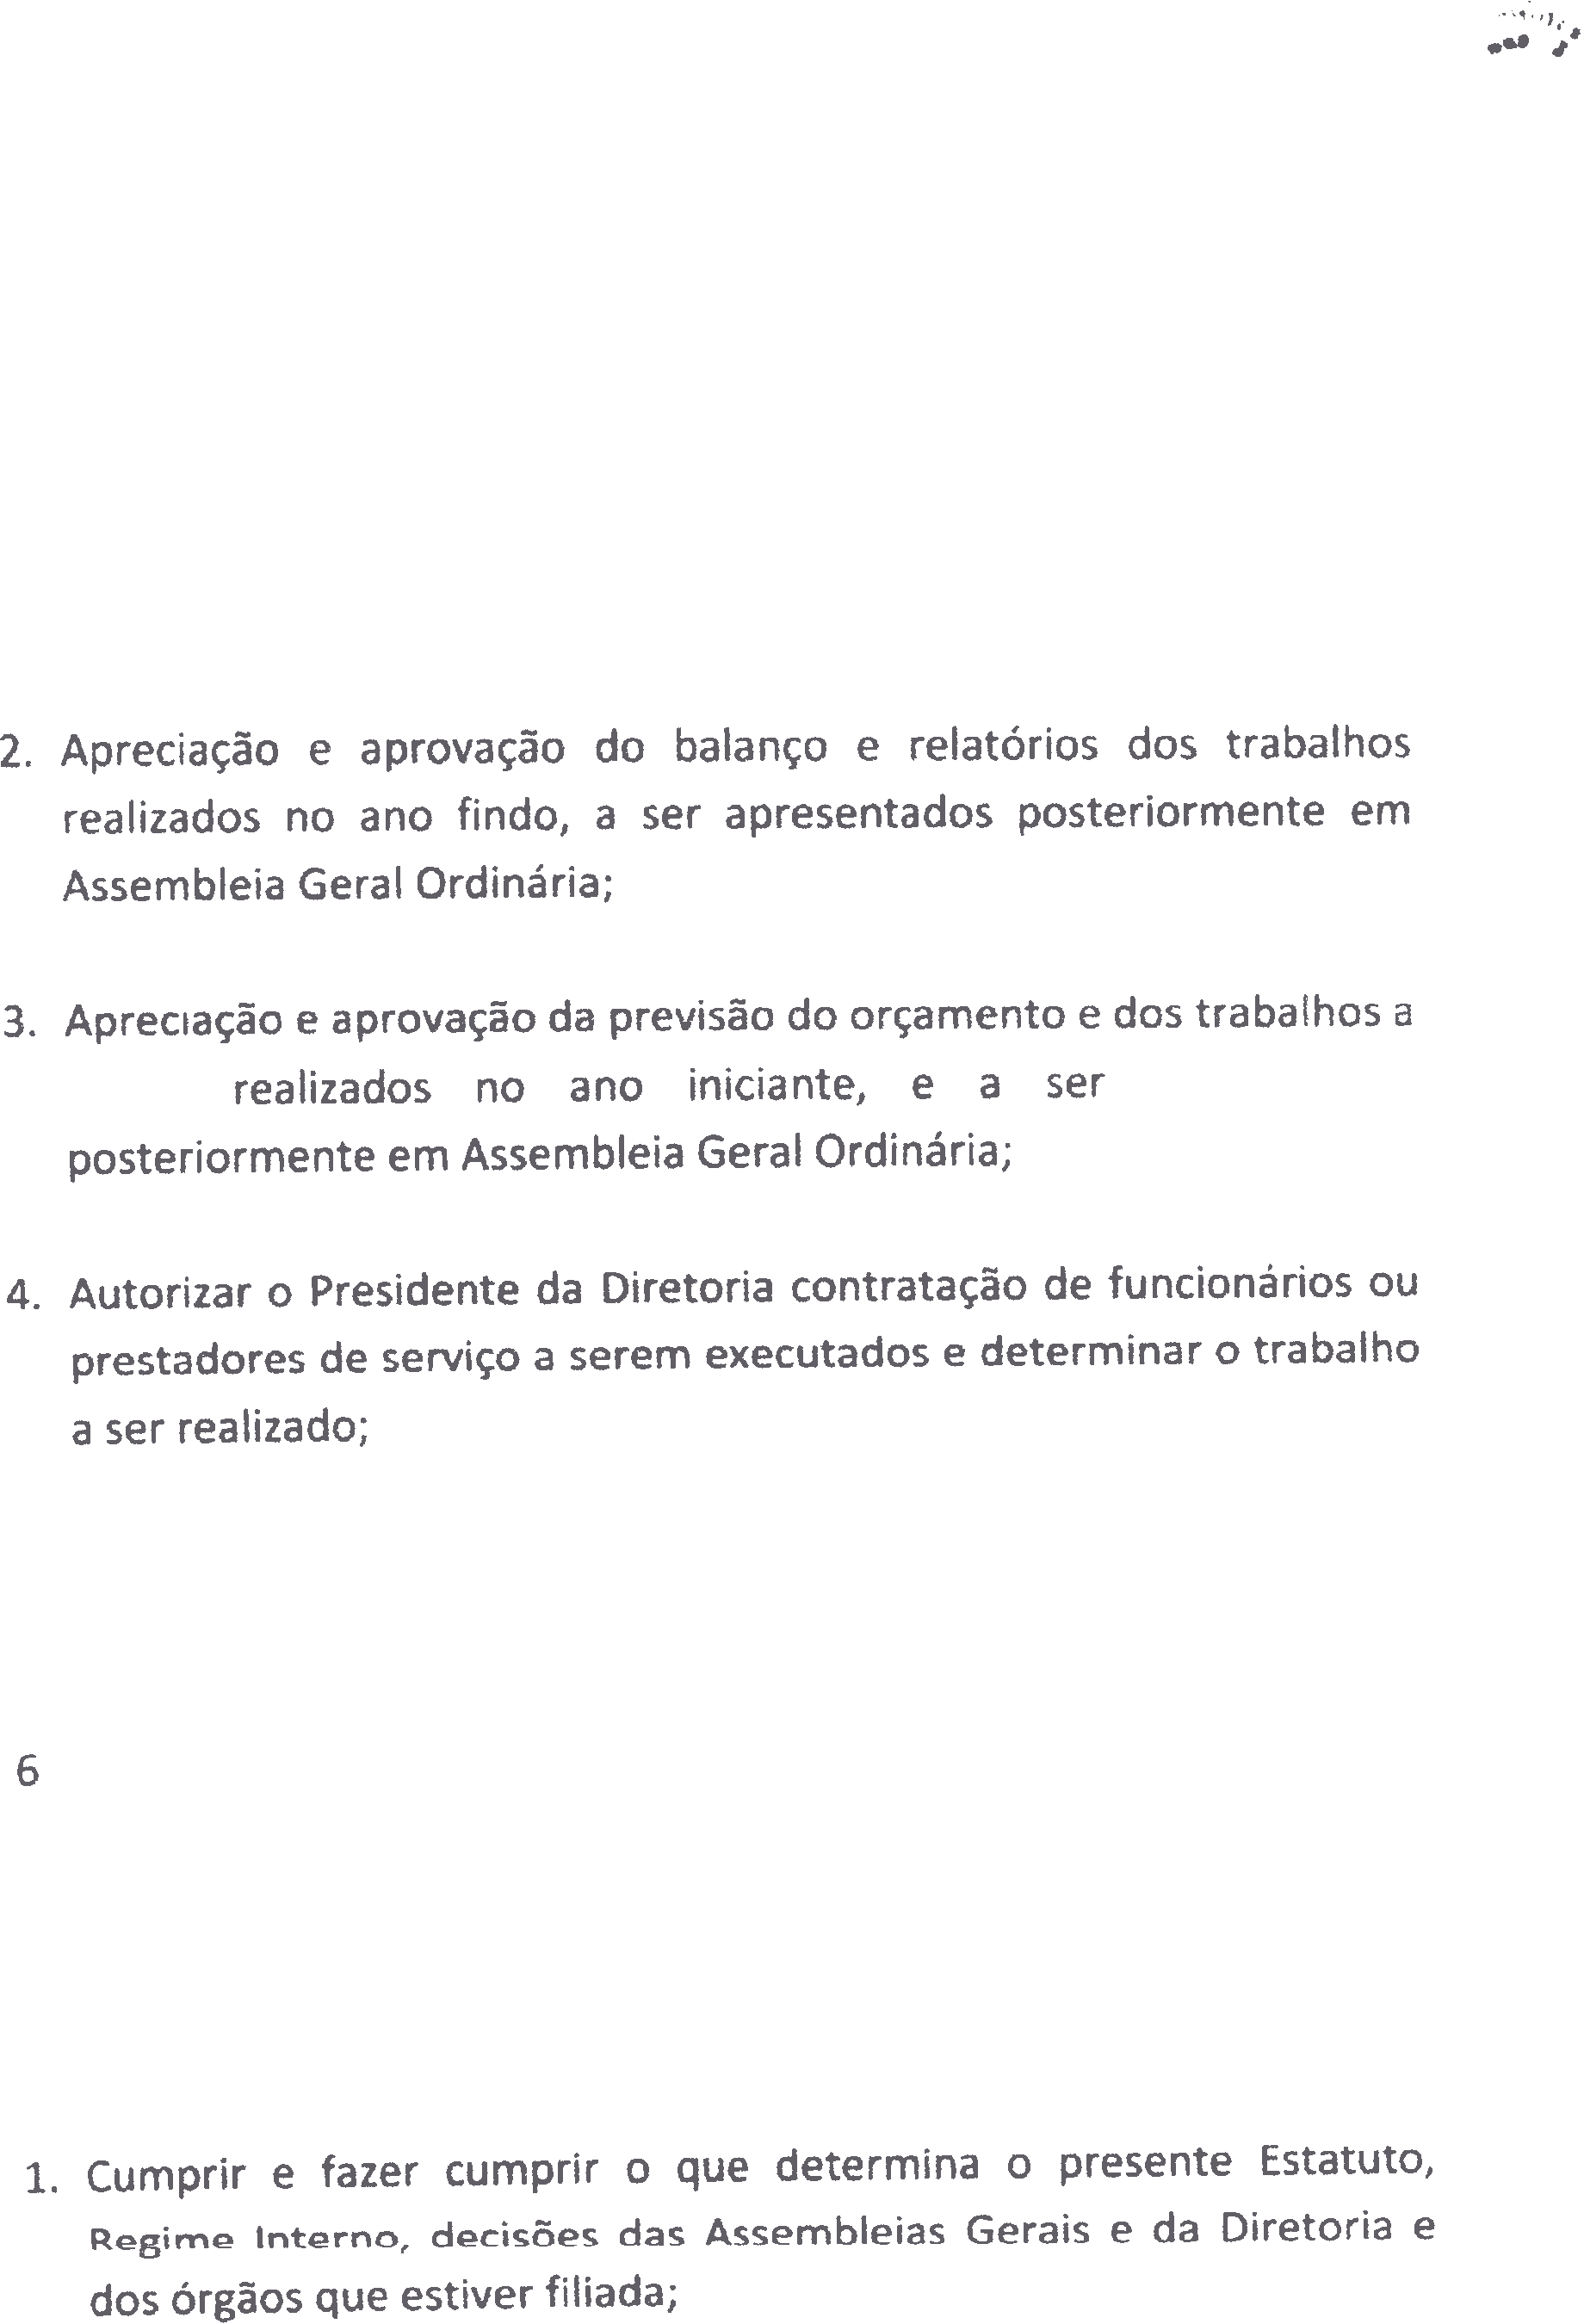 2. Apreciação e aprovação do balanço e relatórios dos trabalhos
realizados no ano findo, a ser apresentados posteriormente em
Assembleia Geral Ordinária;
3. Apreciação e aprovação da previsão do orçamento e dos trabalhos a
realizados no ano iniciante, e a ser
posteriormente em Assembleia Geral Ordinária;
4. Autorizar o Presidente da Diretoria contratação de funcionários ou
prestadores de serviço a serem executados e determinar o trabalho
a ser realizado;
6
1. Cumprir e fazer cumprir o que determina o presente Estatuto,
Regime Interno, decisões das Assembleias Gerais e da Diretoria e
dos órgãos que estiver filiada;